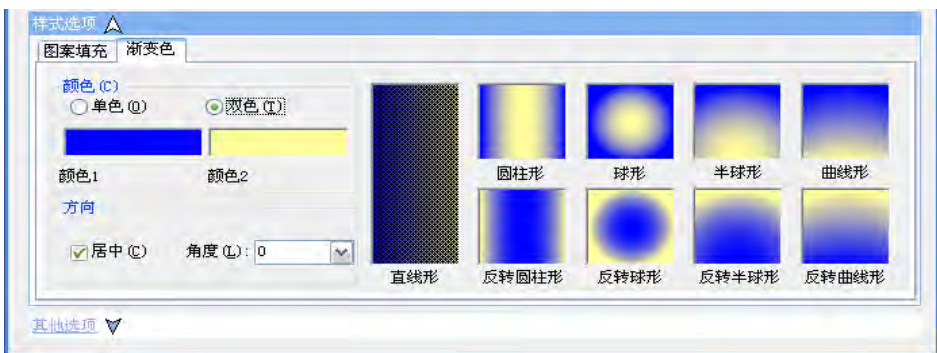 样式选项
图案填充 渐变色
颜色(C)
单色(O) 双色(T)
颜色1 颜色2
圆柱形 球形 半球形 曲线形
方向
居中(C) 角度(L): 0
直线形 反转圆柱形 反转球形 反转半球形 反转曲线形
其他选项